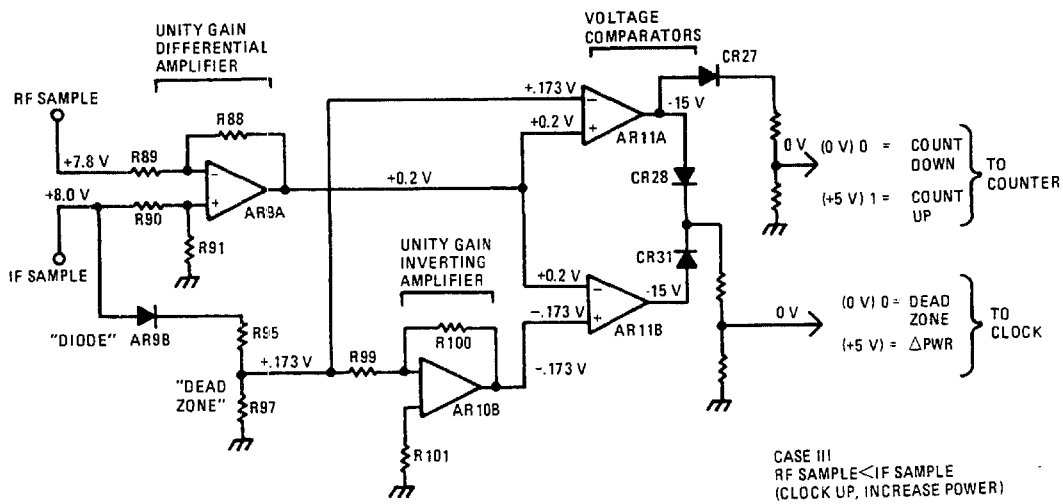 UNITY GAIN
DIFFERENTIAL
AMPLIFIER
VOLTAGE
COMPARATORS
CR27
RF SAMPLE
R88
+.173 V
-15 V
+7.8 V
R89
+0.2 V
AR11A
0 V
(0 V) 0 = COUNT
DOWN
(+5 V) 1 = COUNT
UP
TO
COUNTER
+8.0 V
R90
AR9A
+0.2 V
CR28
R91
IF SAMPLE
UNITY GAIN
INVERTING
AMPLIFIER
CR31
+0.2 V
-15 V
"DIODE"
AR9B
R95
R100
-.173 V
AR11B
0 V
(0 V) 0 = DEAD
ZONE
(+5 V) = △PWR
TO
CLOCK
+.173 V
R99
-.173 V
"DEAD
ZONE"
R97
AR10B
R101
CASE III
RF SAMPLE<IF SAMPLE
(CLOCK UP, INCREASE POWER)